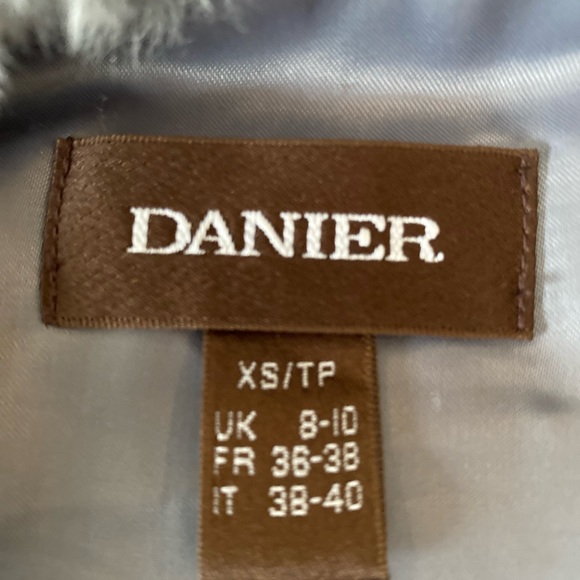 DANIER
XS/TP
UK 8-10
FR 36-38
IT 38-40